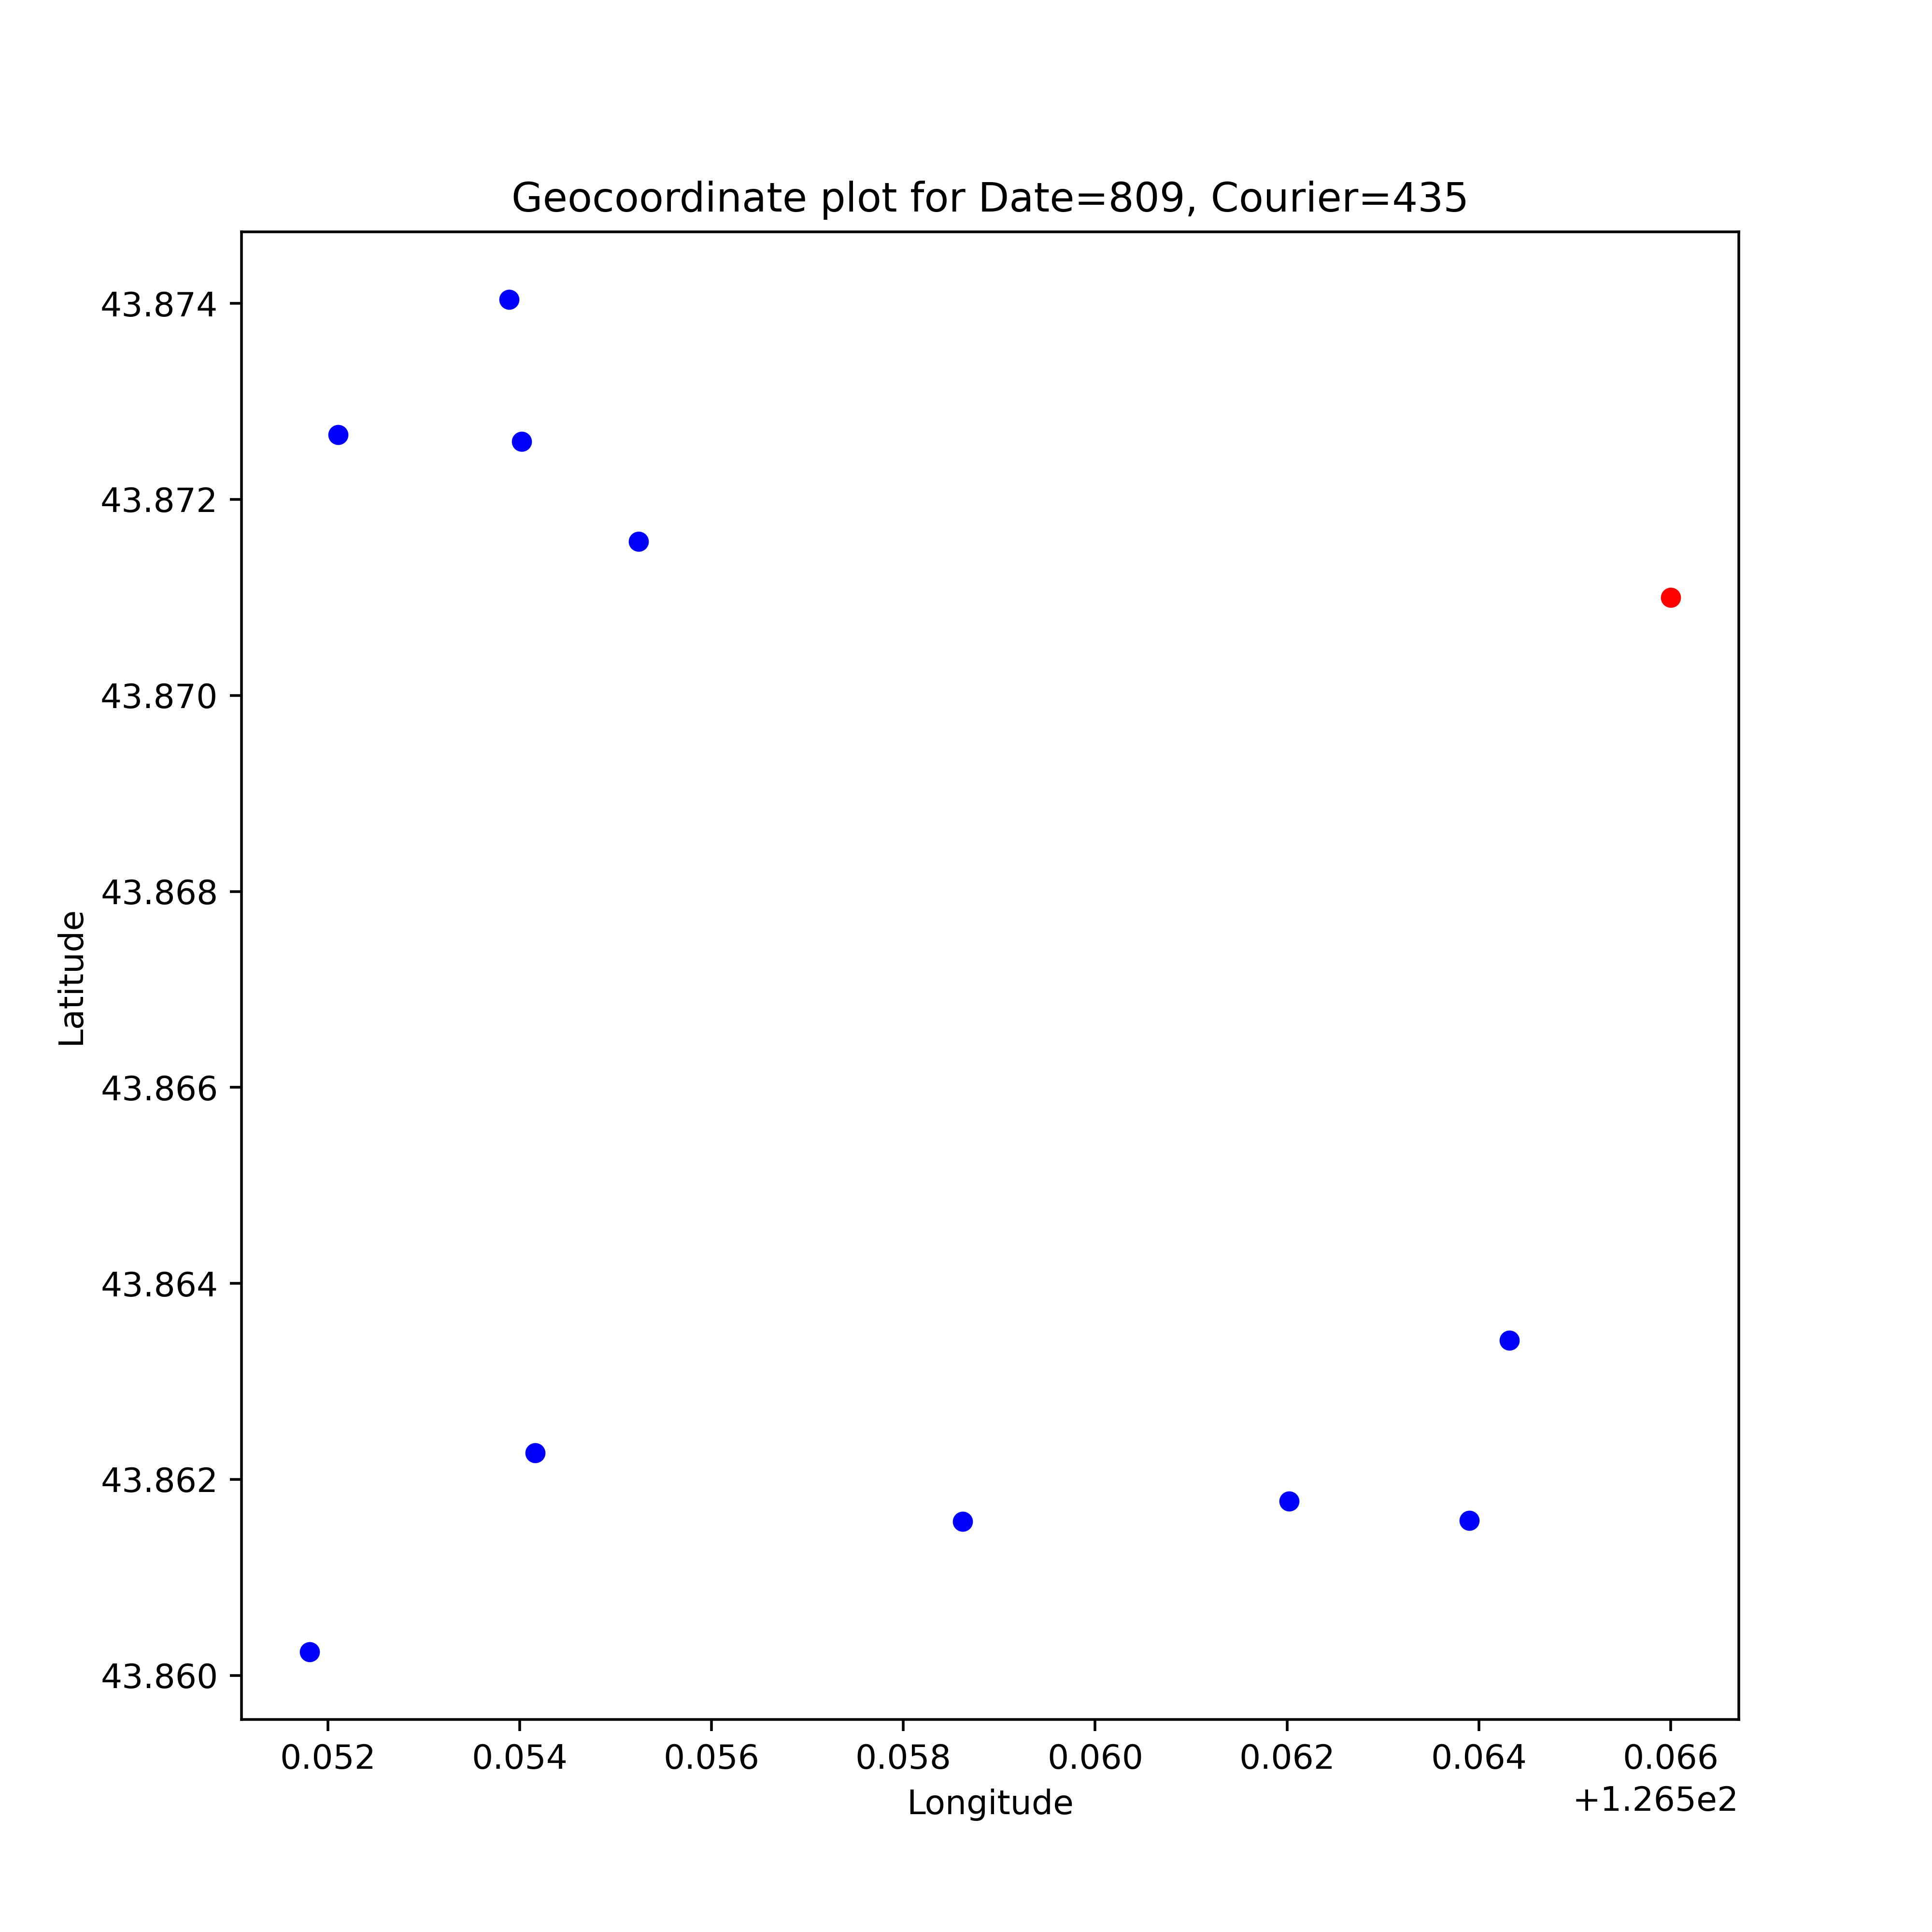 Geocoordinate plot for Date=809, Courier=435
43.874
43.872
43.870
43.868
43.866
43.864
43.862
43.860
Latitude
0.052 0.054 0.056 0.058 0.060 0.062 0.064 0.066
+1.265e2
Longitude